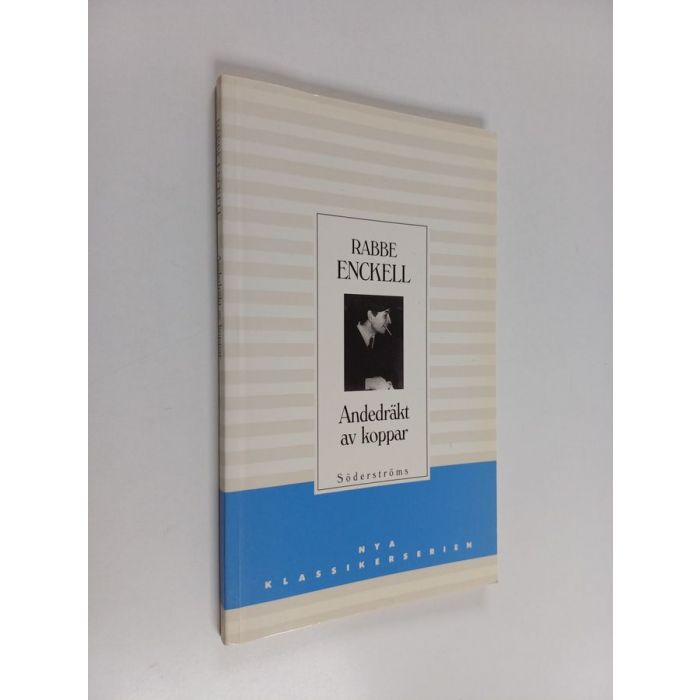 RABBE
ENCKELL
Andedräkt
av koppar
Söderströms
NYA
KLASSIKERSERIEN